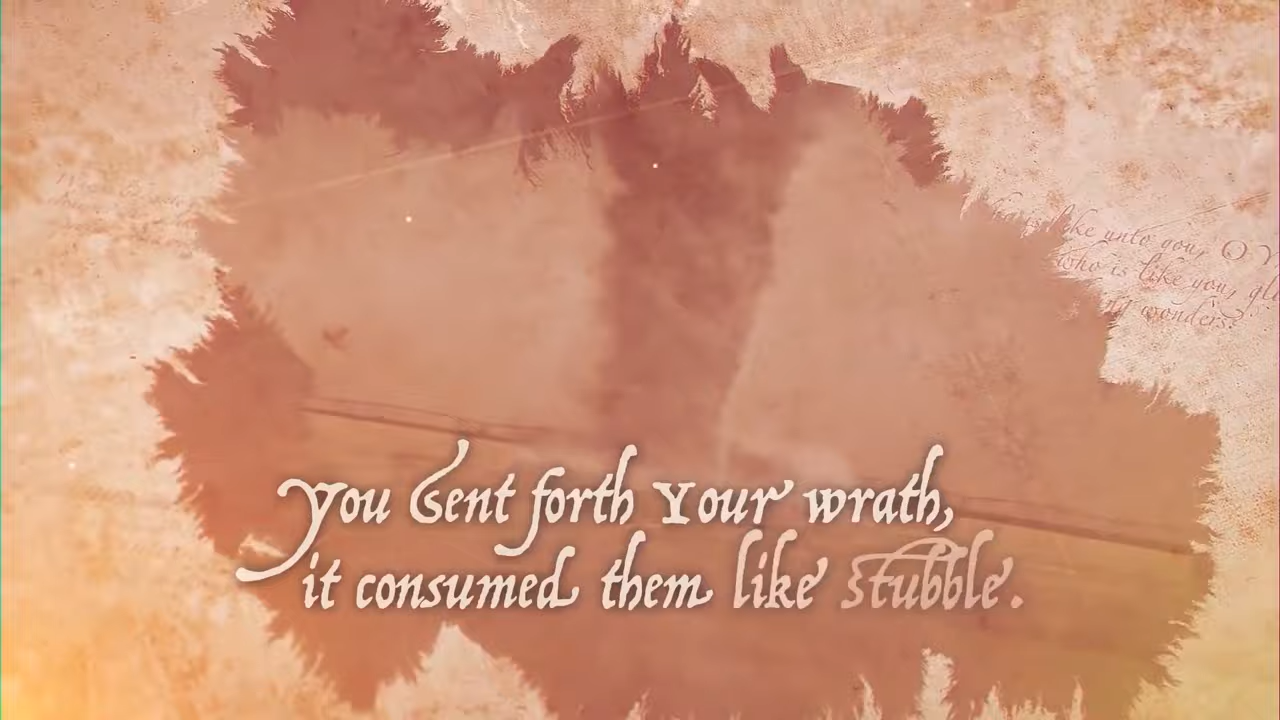 is like unto you, O
who is like you,
wonders?
you Sent forth Your wrath,
it consumed them like Stubble.